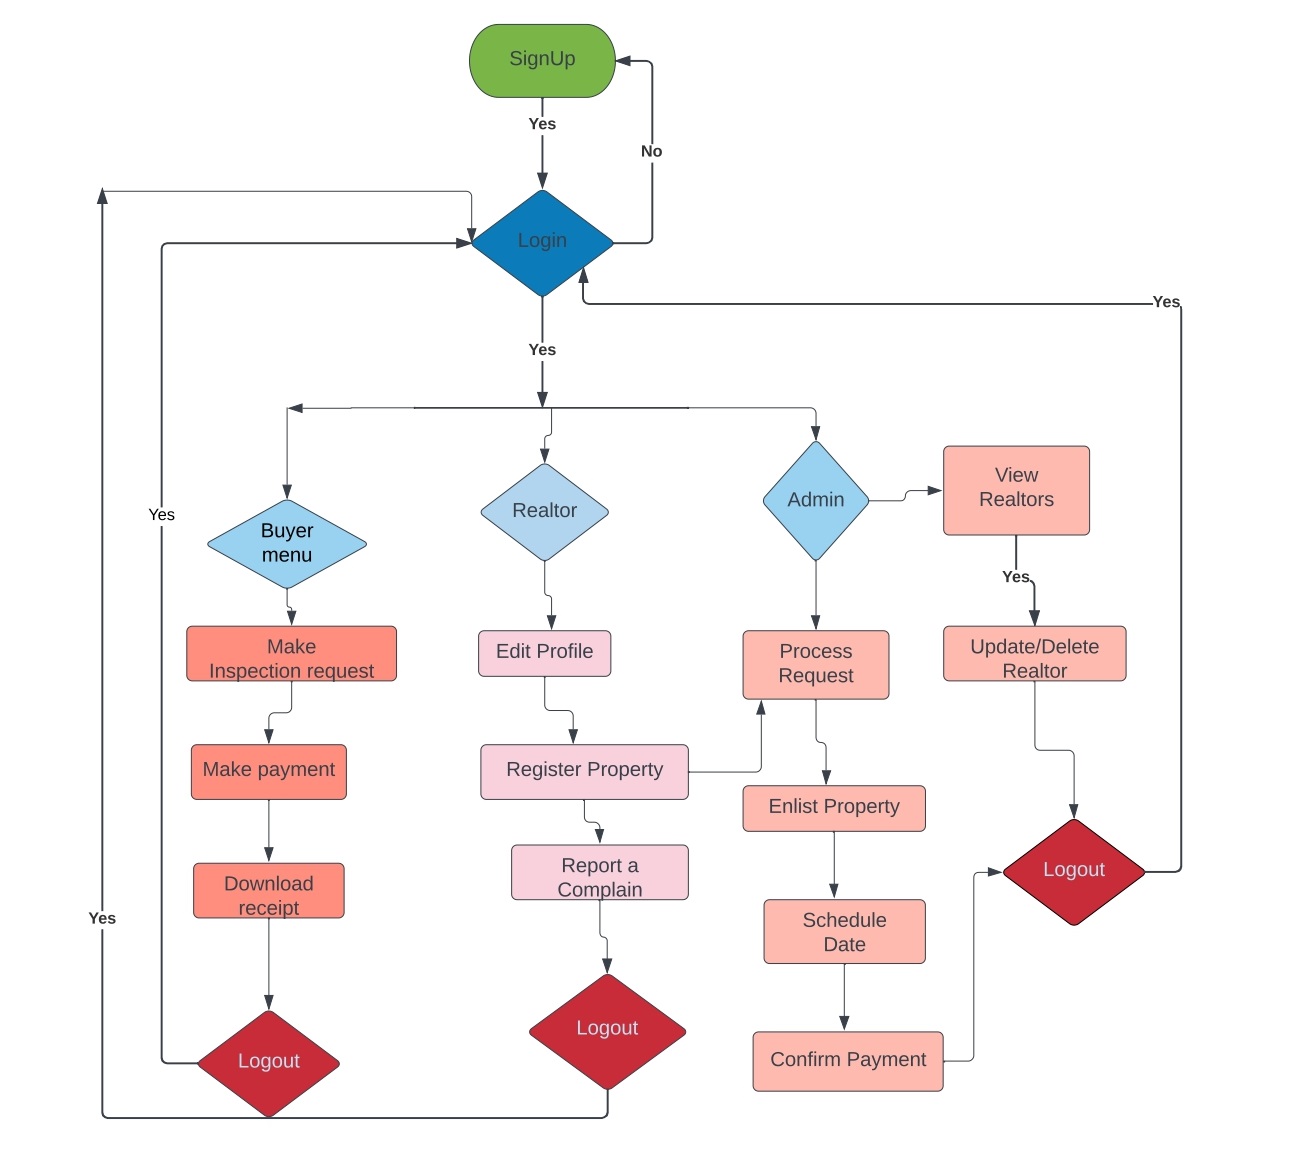 SignUp
Yes
No
Login
Yes
Yes
Yes
Buyer
menu
Realtor
Admin
View
Realtors
Yes
Make
Inspection request
Edit Profile
Process
Request
Update/Delete
Realtor
Make payment
Register Property
Enlist Property
Download
receipt
Report a
Complain
Schedule
Date
Logout
Yes
Logout
Logout
Confirm Payment